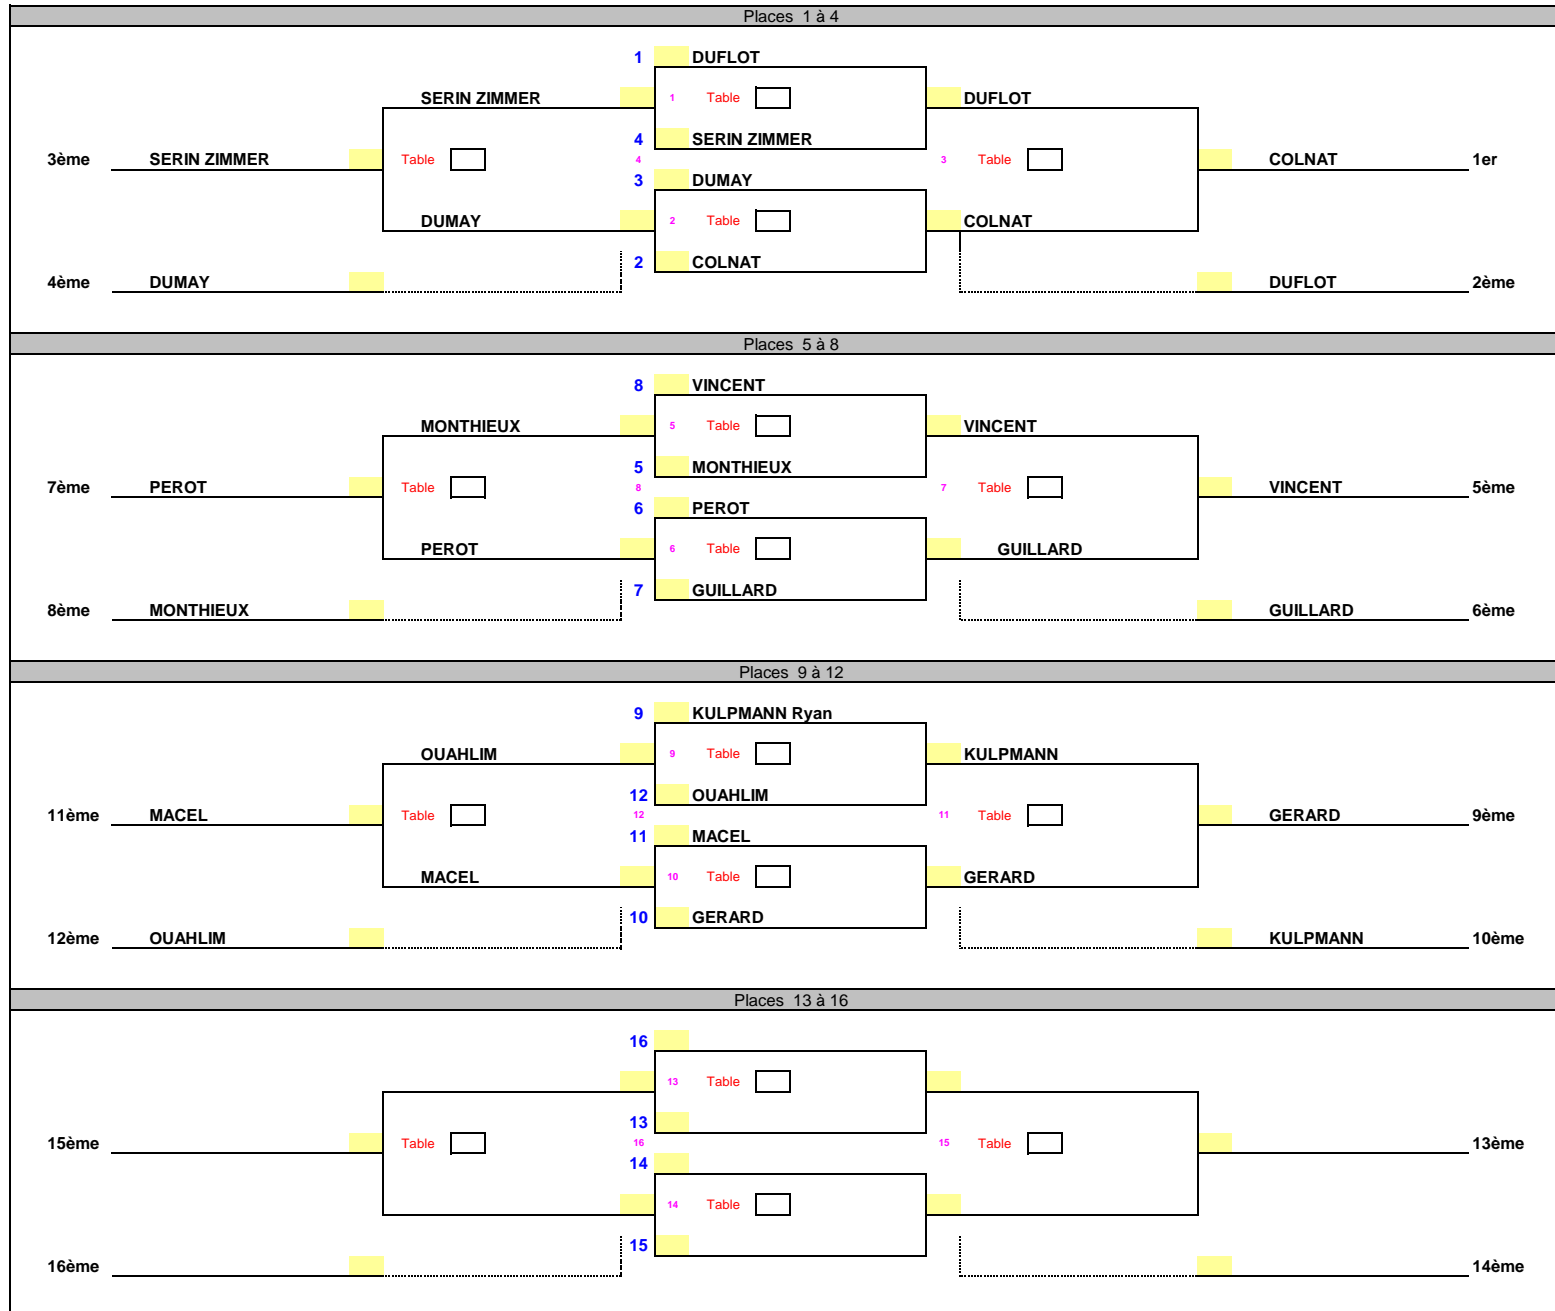 Places 1 à 4
1 DUFLOT
SERIN ZIMMER 1 Table DUFLOT
4 SERIN ZIMMER
3ème SERIN ZIMMER Table 4 3 Table COLNAT 1er
3 DUMAY
DUMAY 2 Table COLNAT
2 COLNAT
4ème DUMAY DUFLOT 2ème
Places 5 à 8
8 VINCENT
MONTHIEUX 5 Table VINCENT
5 MONTHIEUX
7ème PEROT Table 8 7 Table VINCENT 5ème
6 PEROT
PEROT 6 Table GUILLARD
7 GUILLARD
8ème MONTHIEUX GUILLARD 6ème
Places 9 à 12
9 KULPMANN Ryan
OUAHLIM 9 Table KULPMANN
12 OUAHLIM
11ème MACEL Table 12 11 Table GERARD 9ème
11 MACEL
MACEL 10 Table GERARD
10 GERARD
12ème OUAHLIM KULPMANN 10ème
Places 13 à 16
16
13 Table
13
15ème Table 16 15 Table 13ème
14
14 Table
15
16ème 14ème